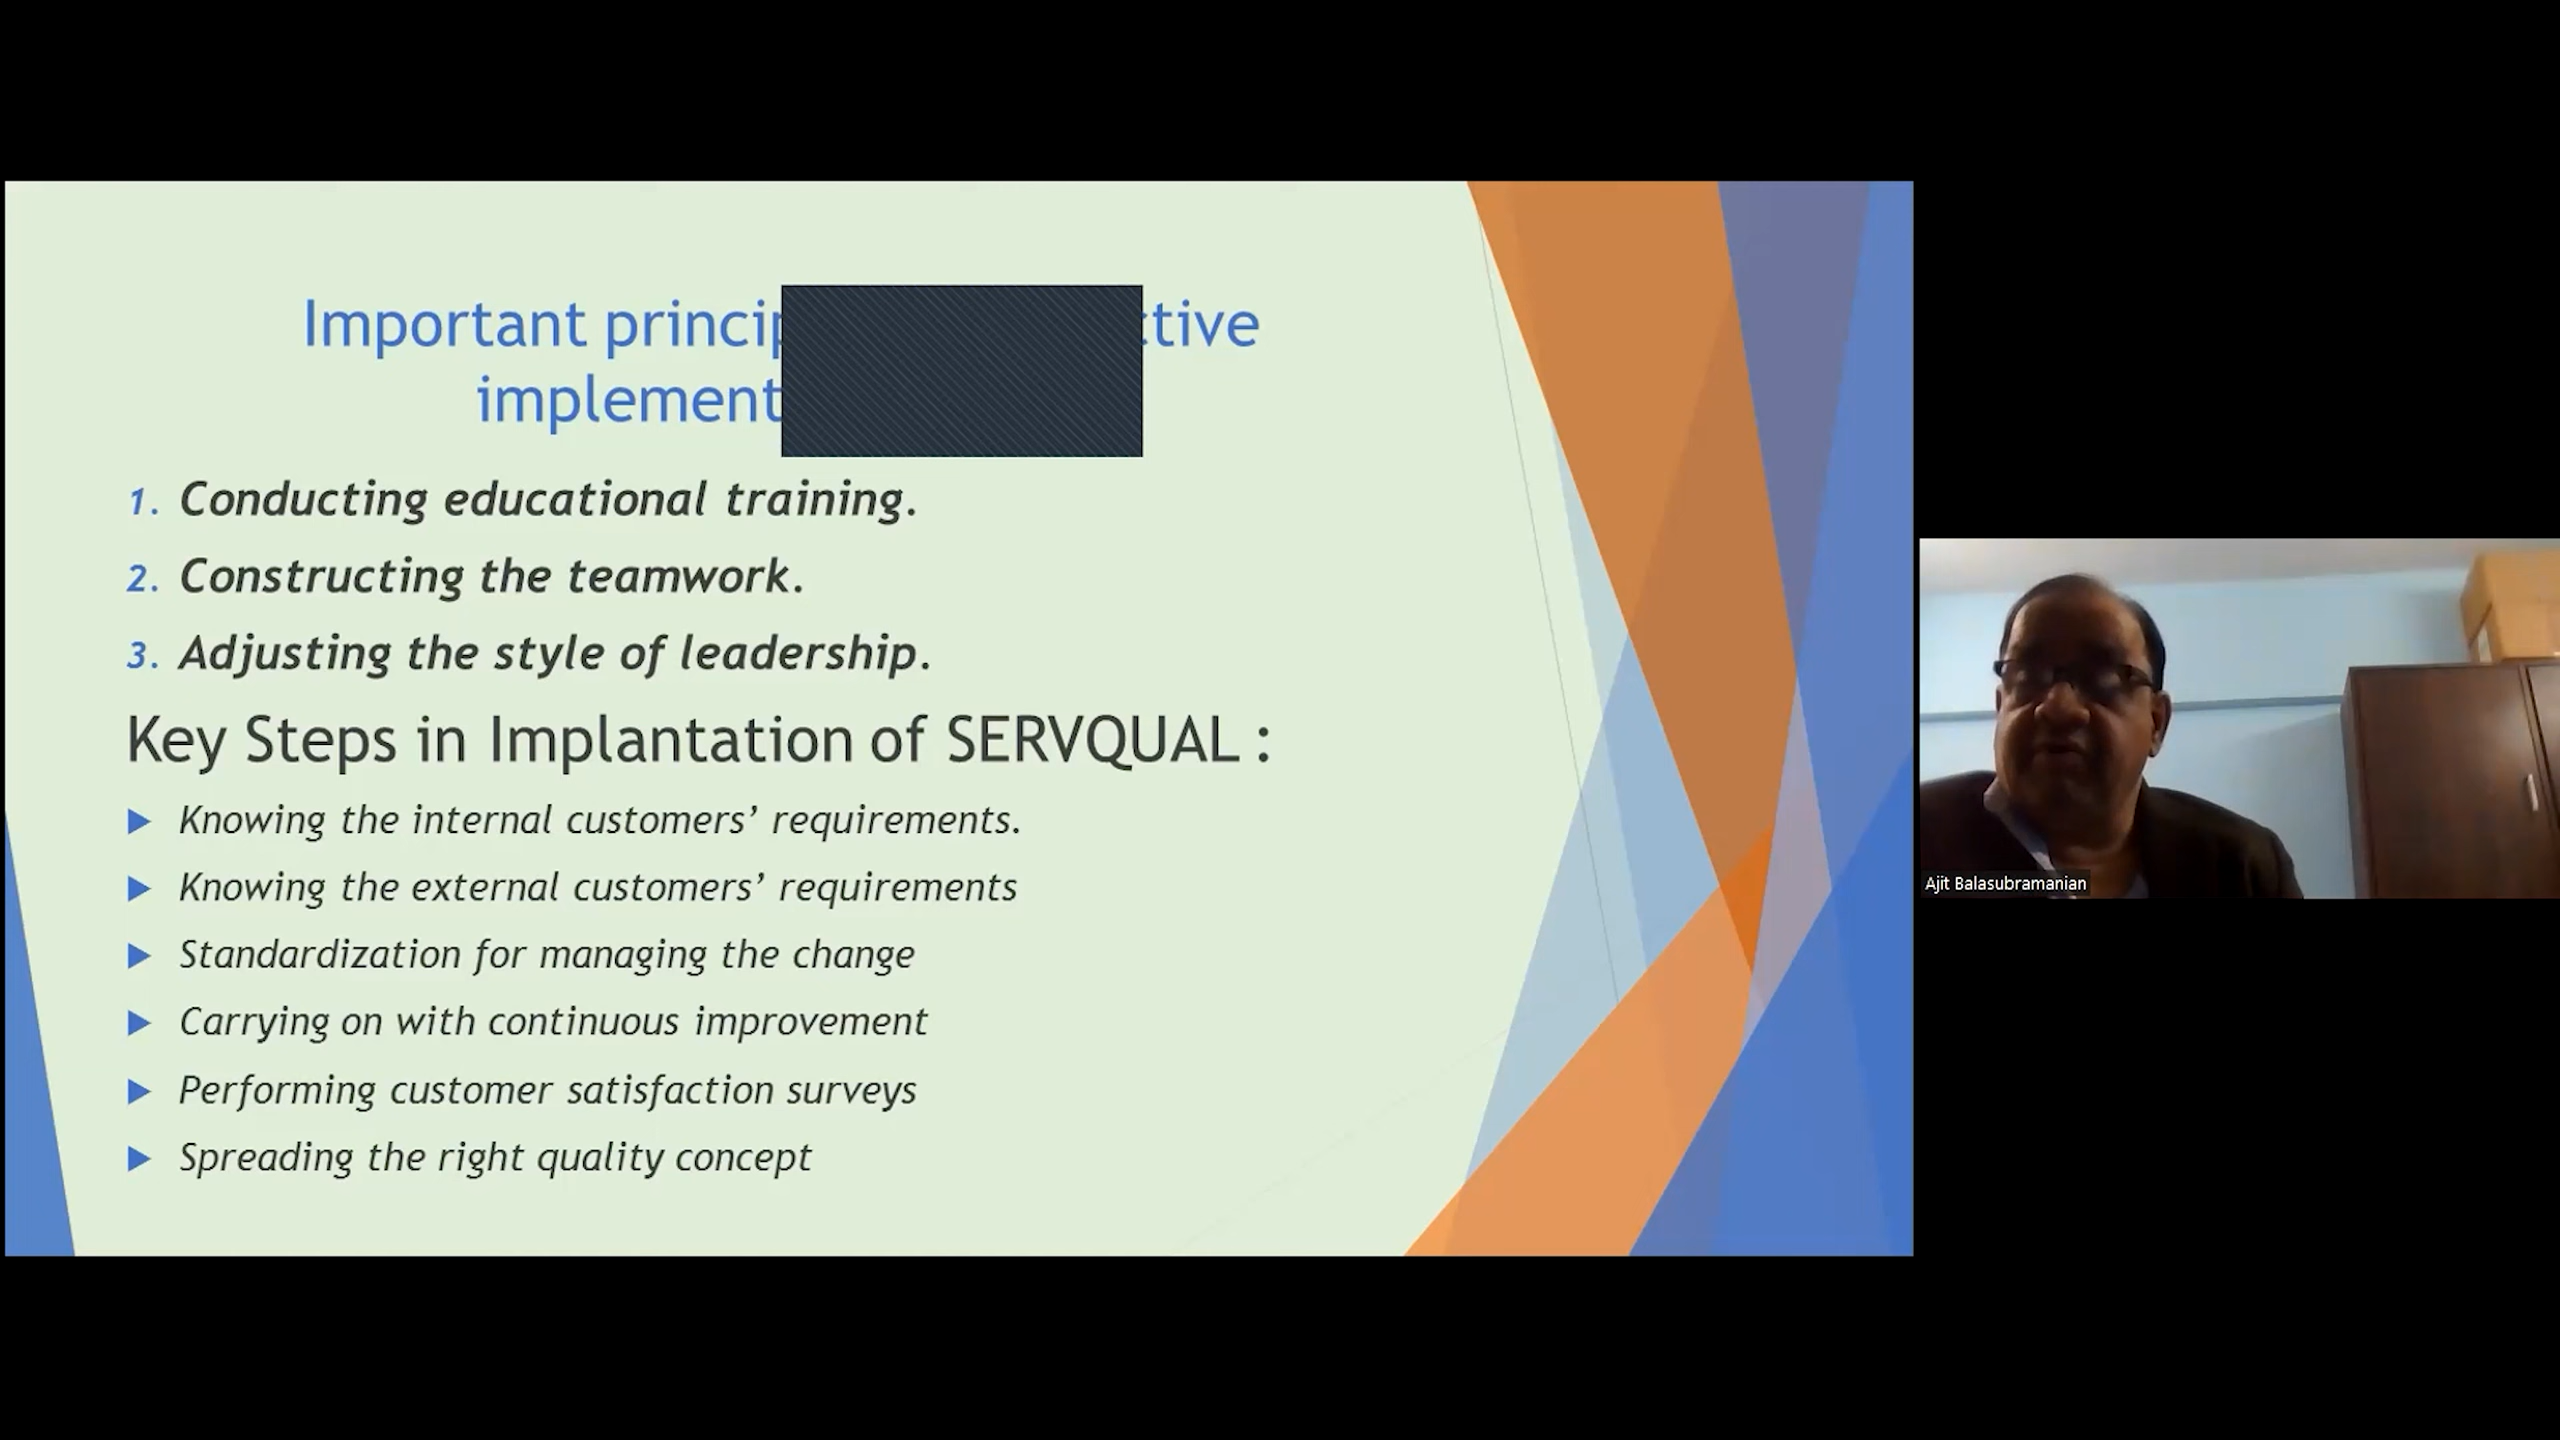 Important
implement
1. Conducting educational training.
2. Constructing the teamwork.
3. Adjusting the style of leadership.
Key Steps in Implantation of SERVQUAL :
Knowing the internal customers’ requirements.
Knowing the external customers’ requirements
Standardization for managing the change
Carrying on with continuous improvement
Performing customer satisfaction surveys
Spreading the right quality concept
Ajit Balasubramanian